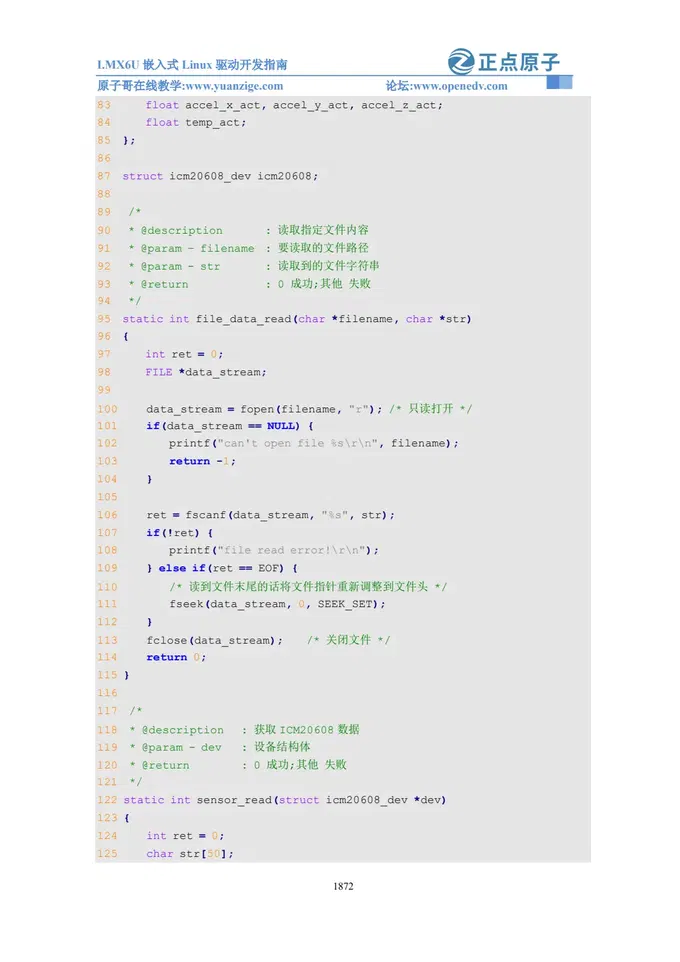 I.MX6U 嵌入式 Linux 驱动开发指南
正点原子
原子哥在线教学:www.yuanzige.com 论坛:www.openedv.com
83 float accel_x_act, accel_y_act, accel_z_act;
84 float temp_act;
85 };
86
87 struct icm20608_dev icm20608;
88
89 /*
90 * @description : 读取指定文件内容
91 * @param - filename : 要读取的文件路径
92 * @param - str : 读取到的文件字符串
93 * @return : 0 成功;其他 失败
94 */
95 static int file_data_read(char *filename, char *str)
96 {
97 int ret = 0;
98 FILE *data_stream;
99
100 data_stream = fopen(filename, "r"); /* 只读打开 */
101 if(data_stream == NULL) {
102 printf("can't open file %s\r\n", filename);
103 return -1;
104 }
105
106 ret = fscanf(data_stream, "%s", str);
107 if(!ret) {
108 printf("file read error!\r\n");
109 } else if(ret == EOF) {
110 /* 读到文件末尾的话将文件指针重新调整到文件头 */
111 fseek(data_stream, 0, SEEK_SET);
112 }
113 fclose(data_stream); /* 关闭文件 */
114 return 0;
115 }
116
117 /*
118 * @description : 获取 ICM20608 数据
119 * @param - dev : 设备结构体
120 * @return : 0 成功;其他 失败
121 */
122 static int sensor_read(struct icm20608_dev *dev)
123 {
124 int ret = 0;
125 char str[50];
1872